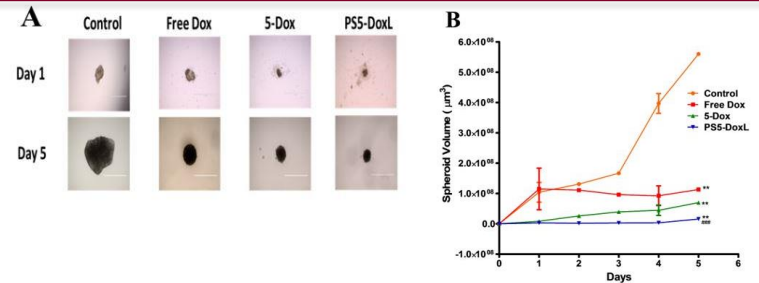 A
Control Free Dox 5-Dox PS5-DoxL
Day 1
Day 5
B
6.0×10⁰⁸
5.0×10⁰⁸
4.0×10⁰⁸
3.0×10⁰⁸
2.0×10⁰⁸
1.0×10⁰⁸
0.0
-1.0×10⁰⁸
Spheroid Volume (µm³)
Control
Free Dox
5-Dox
PS5-DoxL
**
**
**
###
0 1 2 3 4 5 6
Days